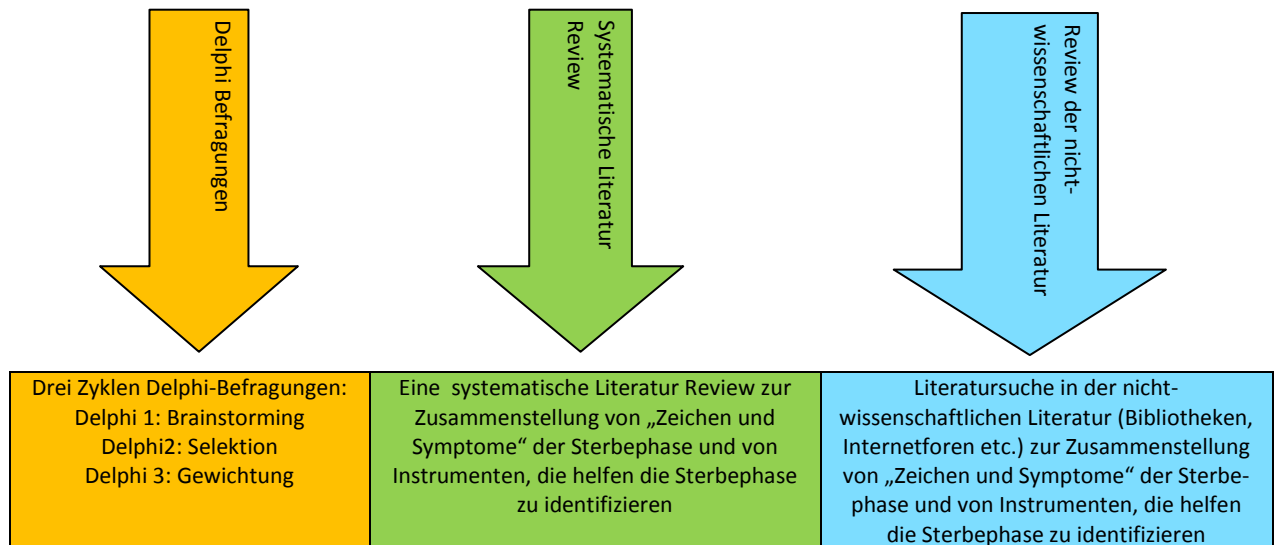 Delphi Befragungen
Systematische Literatur
Review
Review der nicht-
wissenschaftlichen Literatur
Drei Zyklen Delphi-Befragungen:
Delphi 1: Brainstorming
Delphi2: Selektion
Delphi 3: Gewichtung
Eine systematische Literatur Review zur
Zusammenstellung von „Zeichen und
Symptome“ der Sterbephase und von
Instrumenten, die helfen die Sterbephase
zu identifizieren
Literatursuche in der nicht-
wissenschaftlichen Literatur (Bibliotheken,
Internetforen etc.) zur Zusammenstellung
von „Zeichen und Symptome“ der Sterbe-
phase und von Instrumenten, die helfen
die Sterbephase zu identifizieren